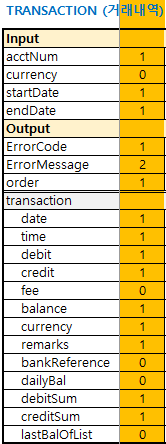 TRANSACTION (거래내역)
Input
acctNum 1
currency 0
startDate 1
endDate 1
Output
ErrorCode 1
ErrorMessage 2
order 1
transaction
date 1
time 1
debit 1
credit 1
fee 0
balance 1
currency 1
remarks 1
bankReference 0
dailyBal 0
debitSum 1
creditSum 1
lastBalOfList 0